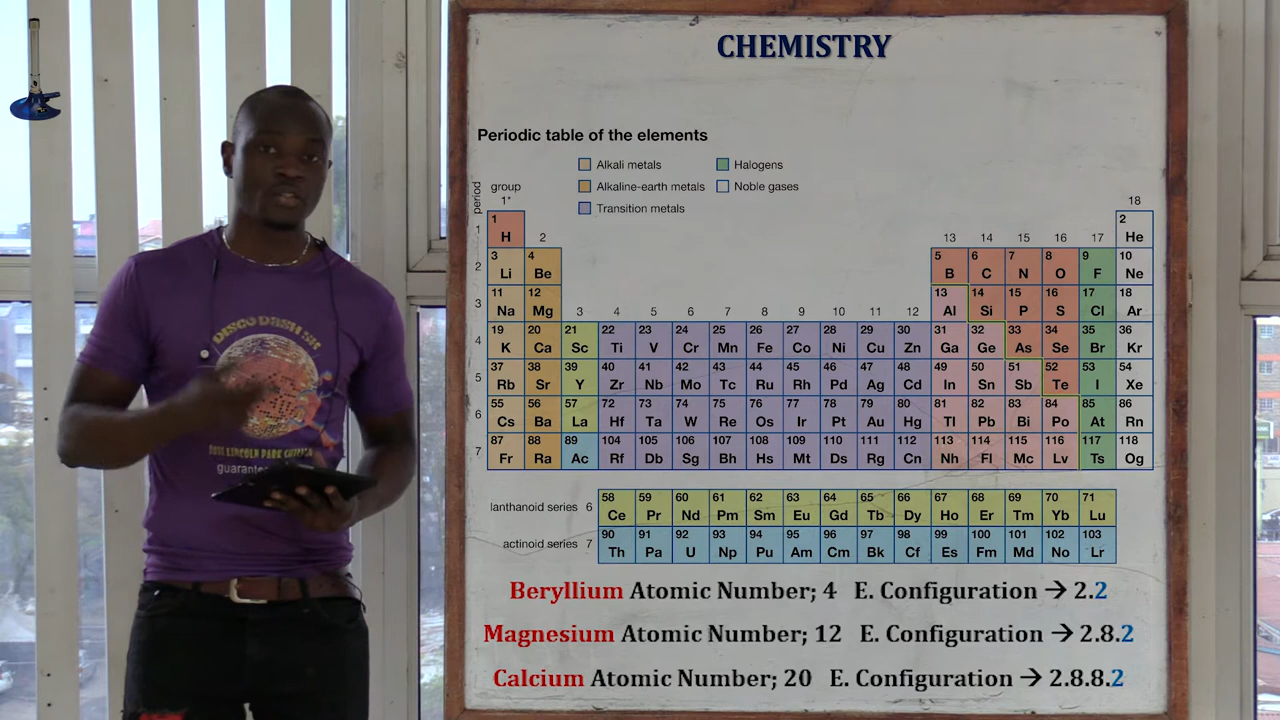 CHEMISTRY
Periodic table of the elements
Alkali metals
Halogens
Alkaline-earth metals
Noble gases
Transition metals
period
group
1* 18
1 H 2 He
2 13 14 15 16 17
2 3 Li 4 Be 5 B 6 C 7 N 8 O 9 F 10 Ne
3 11 Na 12 Mg 13 Al 14 Si 15 P 16 S 17 Cl 18 Ar
3 4 5 6 7 8 9 10 11 12
4 19 K 20 Ca 21 Sc 22 Ti 23 V 24 Cr 25 Mn 26 Fe 27 Co 28 Ni 29 Cu 30 Zn 31 Ga 32 Ge 33 As 34 Se 35 Br 36 Kr
5 37 Rb 38 Sr 39 Y 40 Zr 41 Nb 42 Mo 43 Tc 44 Ru 45 Rh 46 Pd 47 Ag 48 Cd 49 In 50 Sn 51 Sb 52 Te 53 I 54 Xe
6 55 Cs 56 Ba 57 La 72 Hf 73 Ta 74 W 75 Re 76 Os 77 Ir 78 Pt 79 Au 80 Hg 81 Tl 82 Pb 83 Bi 84 Po 85 At 86 Rn
7 87 Fr 88 Ra 89 Ac 104 Rf 105 Db 106 Sg 107 Bh 108 Hs 109 Mt 110 Ds 111 Rg 112 Cn 113 Nh 114 Fl 115 Mc 116 Lv 117 Ts 118 Og
lanthanoid series 6 58 Ce 59 Pr 60 Nd 61 Pm 62 Sm 63 Eu 64 Gd 65 Tb 66 Dy 67 Ho 68 Er 69 Tm 70 Yb 71 Lu
actinoid series 7 90 Th 91 Pa 92 U 93 Np 94 Pu 95 Am 96 Cm 97 Bk 98 Cf 99 Es 100 Fm 101 Md 102 No 103 Lr
Beryllium Atomic Number; 4 E. Configuration → 2.2
Magnesium Atomic Number; 12 E. Configuration → 2.8.2
Calcium Atomic Number; 20 E. Configuration → 2.8.8.2
DISCO DASH 5K
LINCOLN PARK